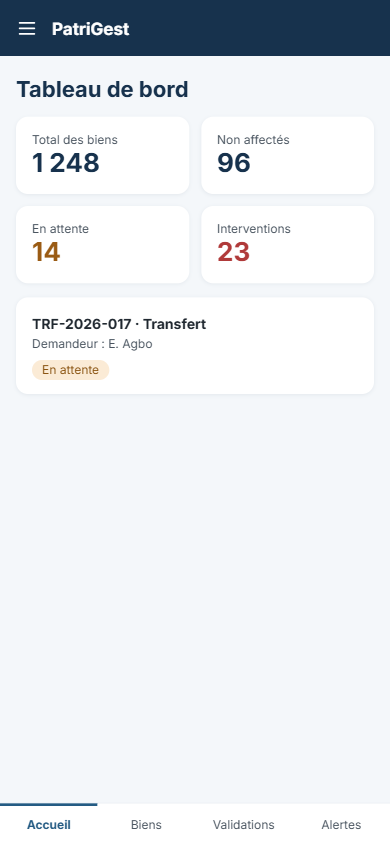 PatriGest
Tableau de bord
Total des biens
1 248
Non affectés
96
En attente
14
Interventions
23
TRF-2026-017 · Transfert
Demandeur : E. Agbo
En attente
Accueil
Biens
Validations
Alertes